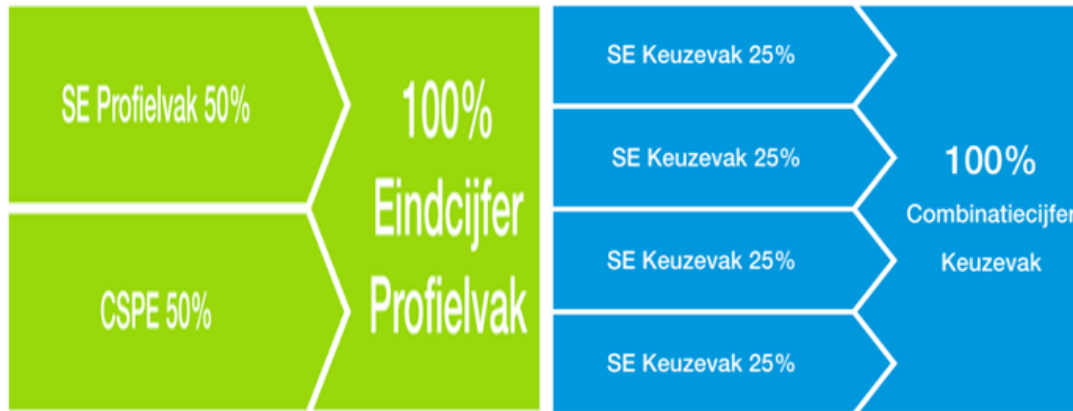 SE Profielvak 50%
CSPE 50%
100%
Eindcijfer
Profielvak
SE Keuzevak 25%
SE Keuzevak 25%
SE Keuzevak 25%
SE Keuzevak 25%
100%
Combinatiecijfer
Keuzevak